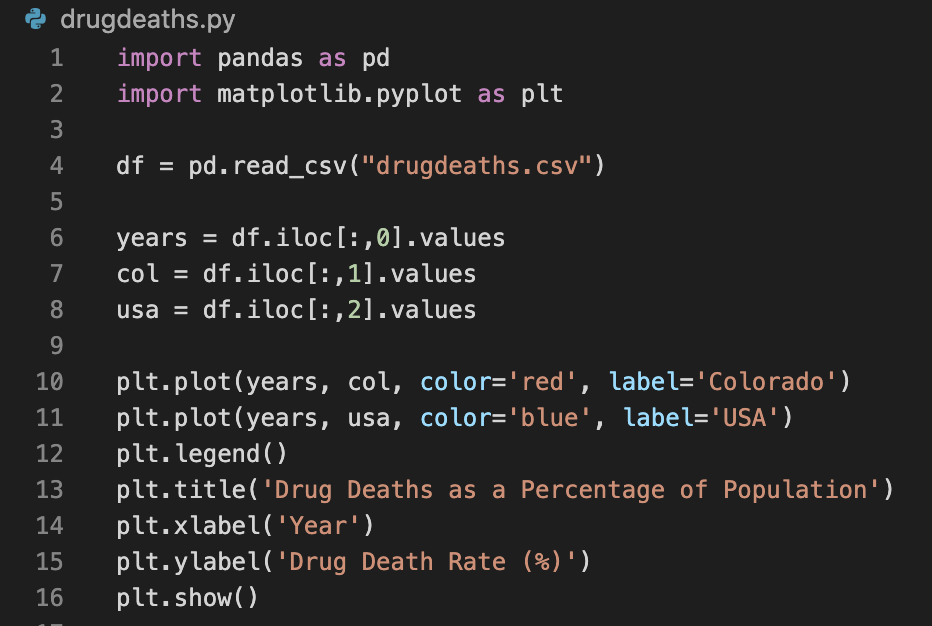 drugdeaths.py
1 import pandas as pd
2 import matplotlib.pyplot as plt
3
4 df = pd.read_csv("drugdeaths.csv")
5
6 years = df.iloc[:,0].values
7 col = df.iloc[:,1].values
8 usa = df.iloc[:,2].values
9
10 plt.plot(years, col, color='red', label='Colorado')
11 plt.plot(years, usa, color='blue', label='USA')
12 plt.legend()
13 plt.title('Drug Deaths as a Percentage of Population')
14 plt.xlabel('Year')
15 plt.ylabel('Drug Death Rate (%)')
16 plt.show()